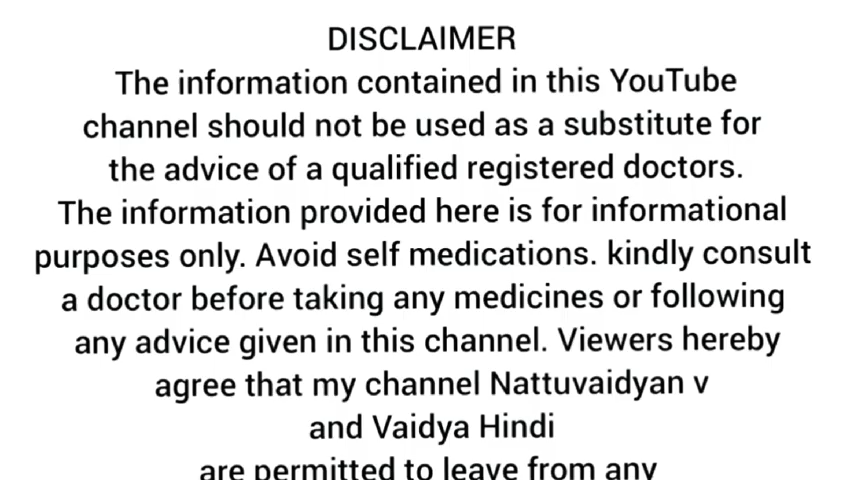 DISCLAIMER
The information contained in this YouTube
channel should not be used as a substitute for
the advice of a qualified registered doctors.
The information provided here is for informational
purposes only. Avoid self medications. kindly consult
a doctor before taking any medicines or following
any advice given in this channel. Viewers hereby
agree that my channel Nattuvaidyan v
and Vaidya Hindi
are permitted to leave from any